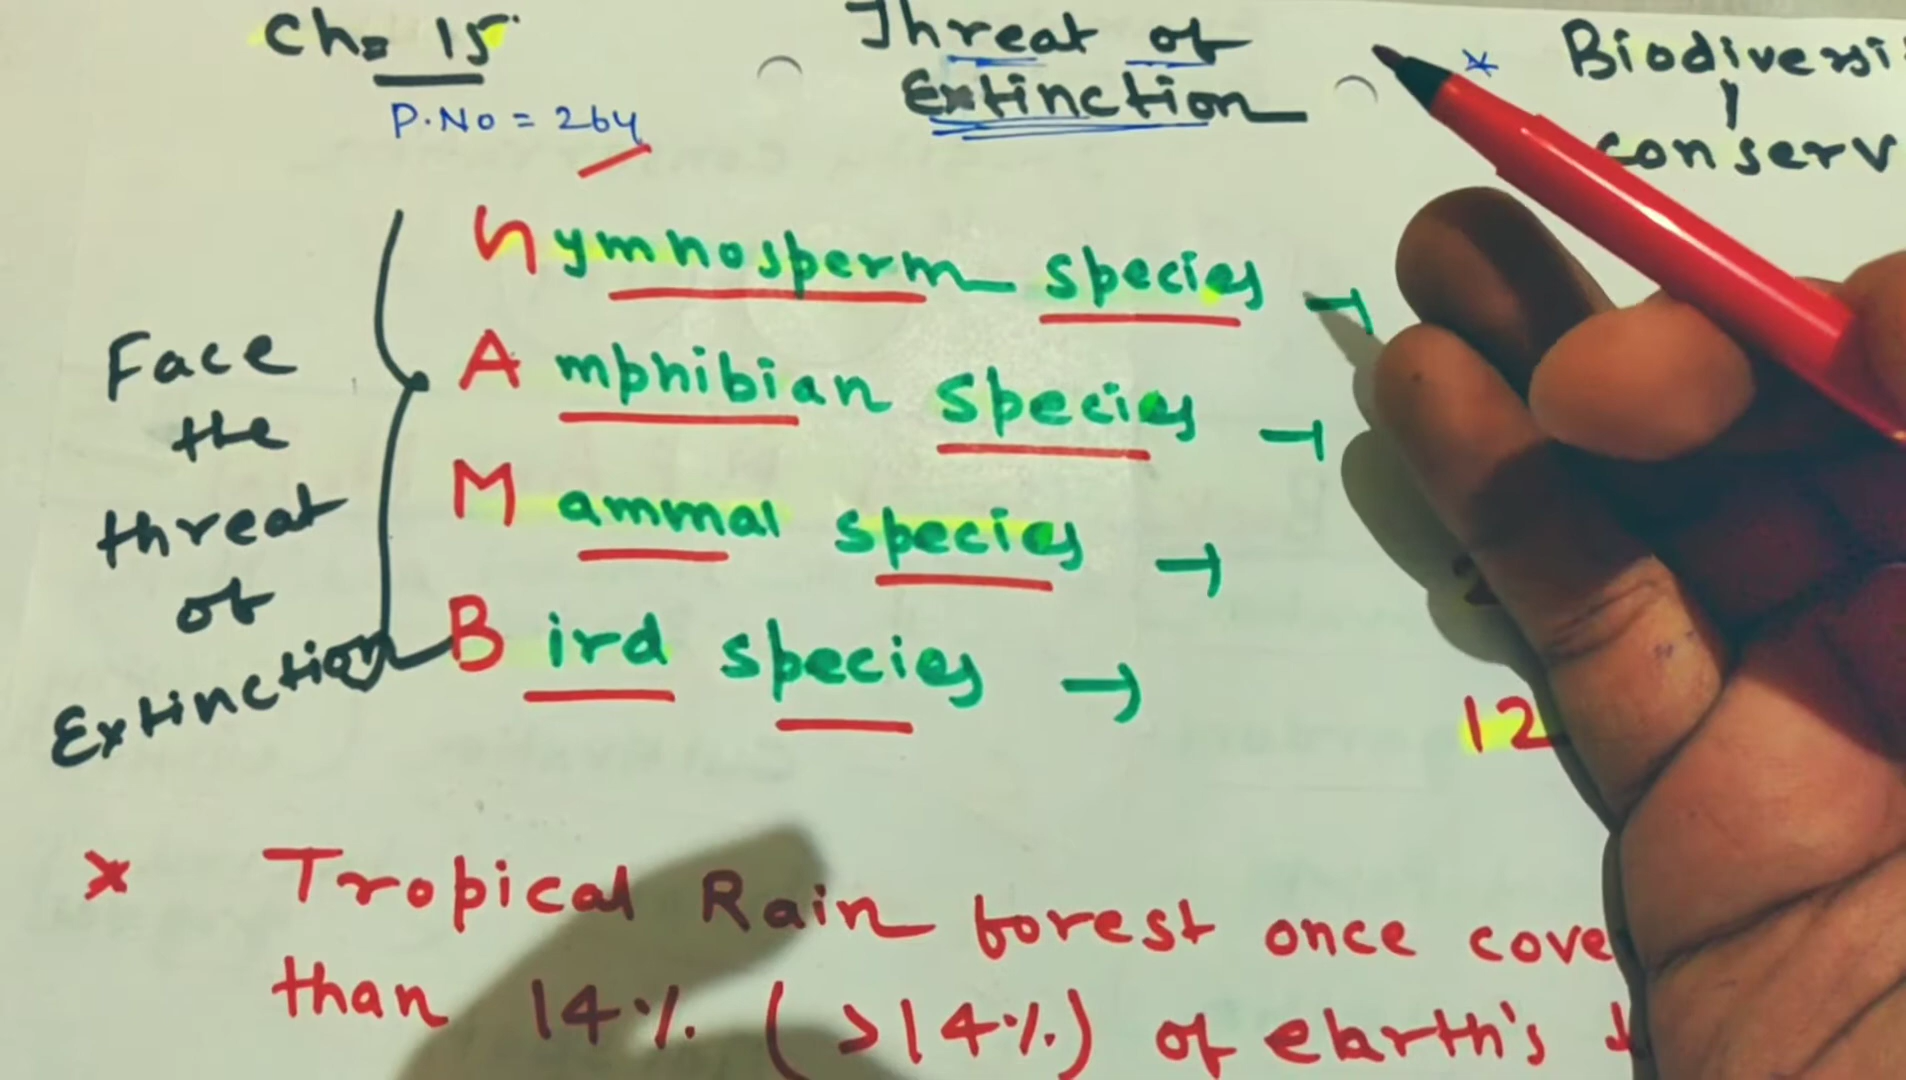 Ch = 15
P.No = 264
Threat of
Extinction
* Biodiversi
conserv
Face
the
threat
of
Extinction
Gymnosperm species →
Amphibian species →
Mammal species →
Bird species →
12
* Tropical Rain forest once cove
than 14% (>14%) of earth's